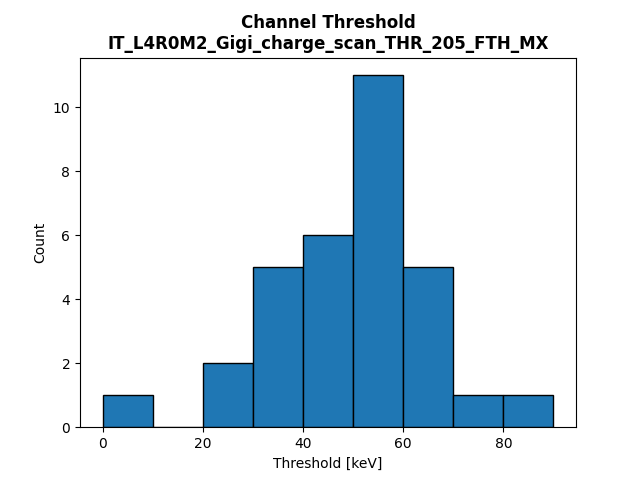 Channel Threshold
IT_L4R0M2_Gigi_charge_scan_THR_205_FTH_MX
10
8
6
4
2
0
Count
0 20 40 60 80
Threshold [keV]